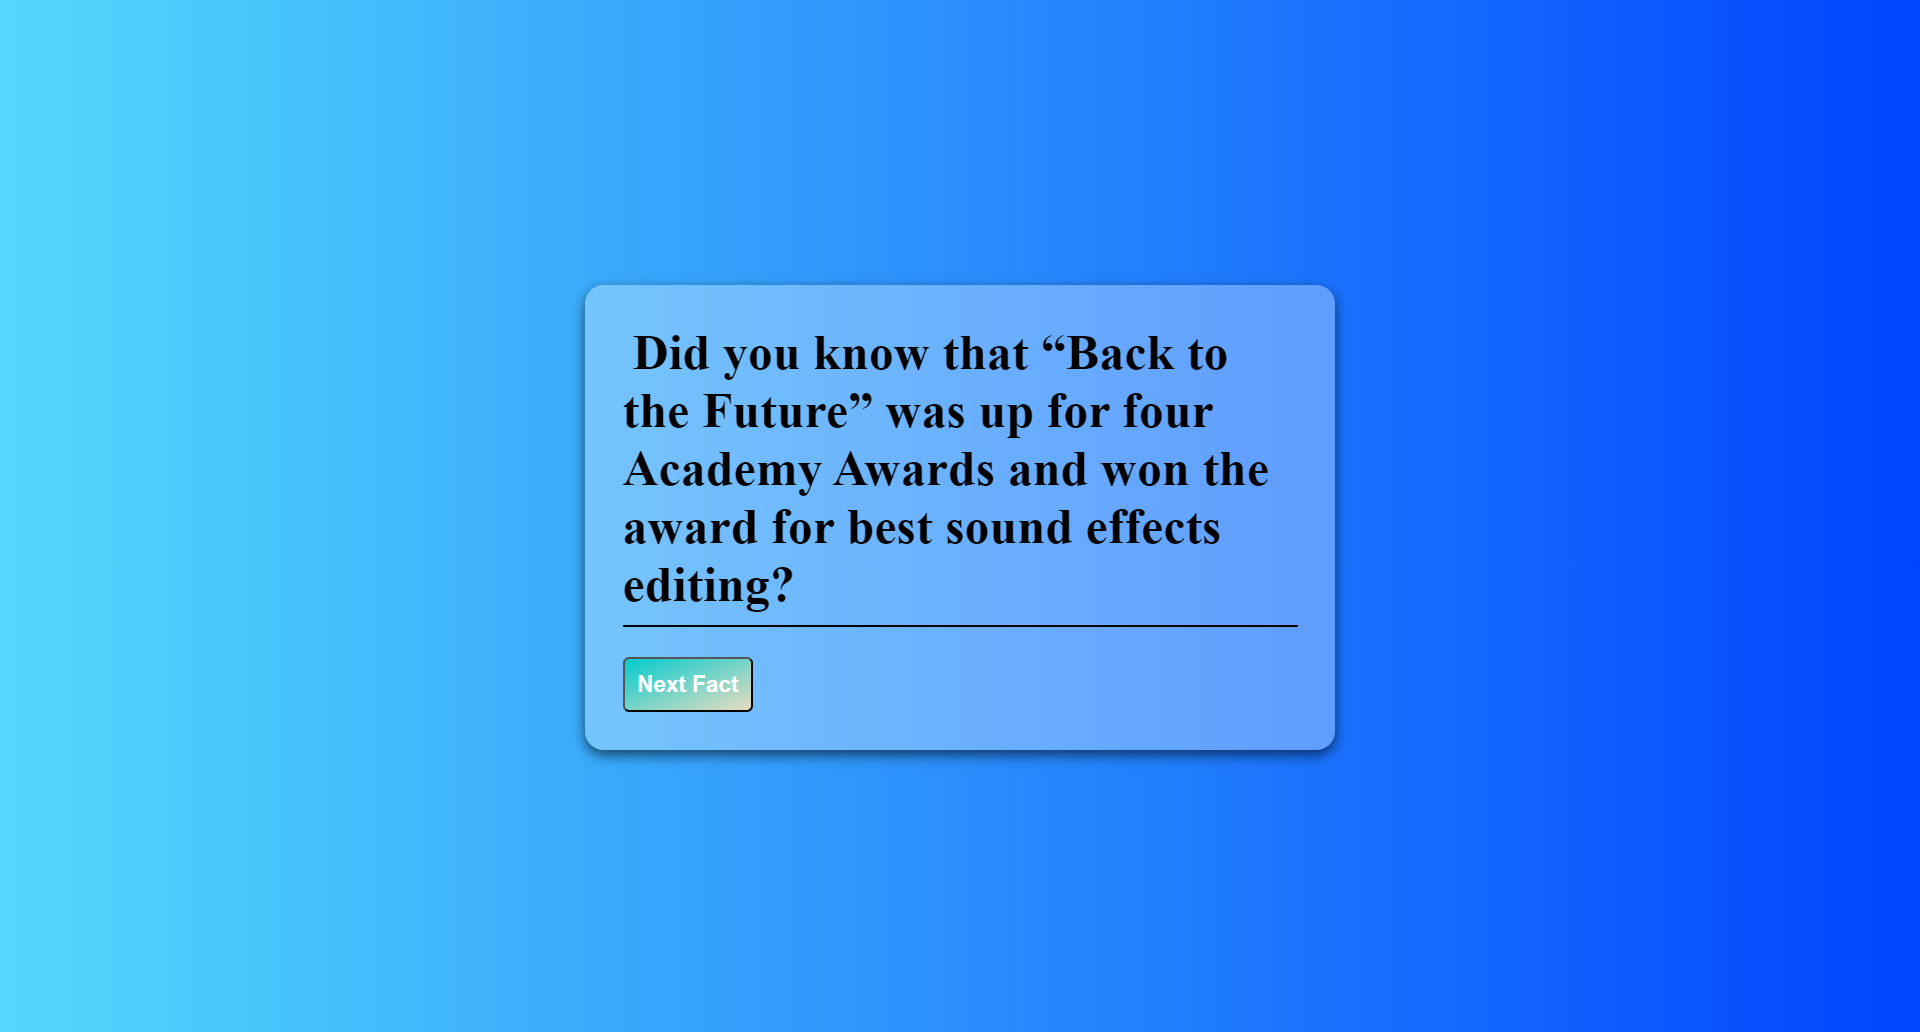 Did you know that “Back to
the Future” was up for four
Academy Awards and won the
award for best sound effects
editing?
Next Fact